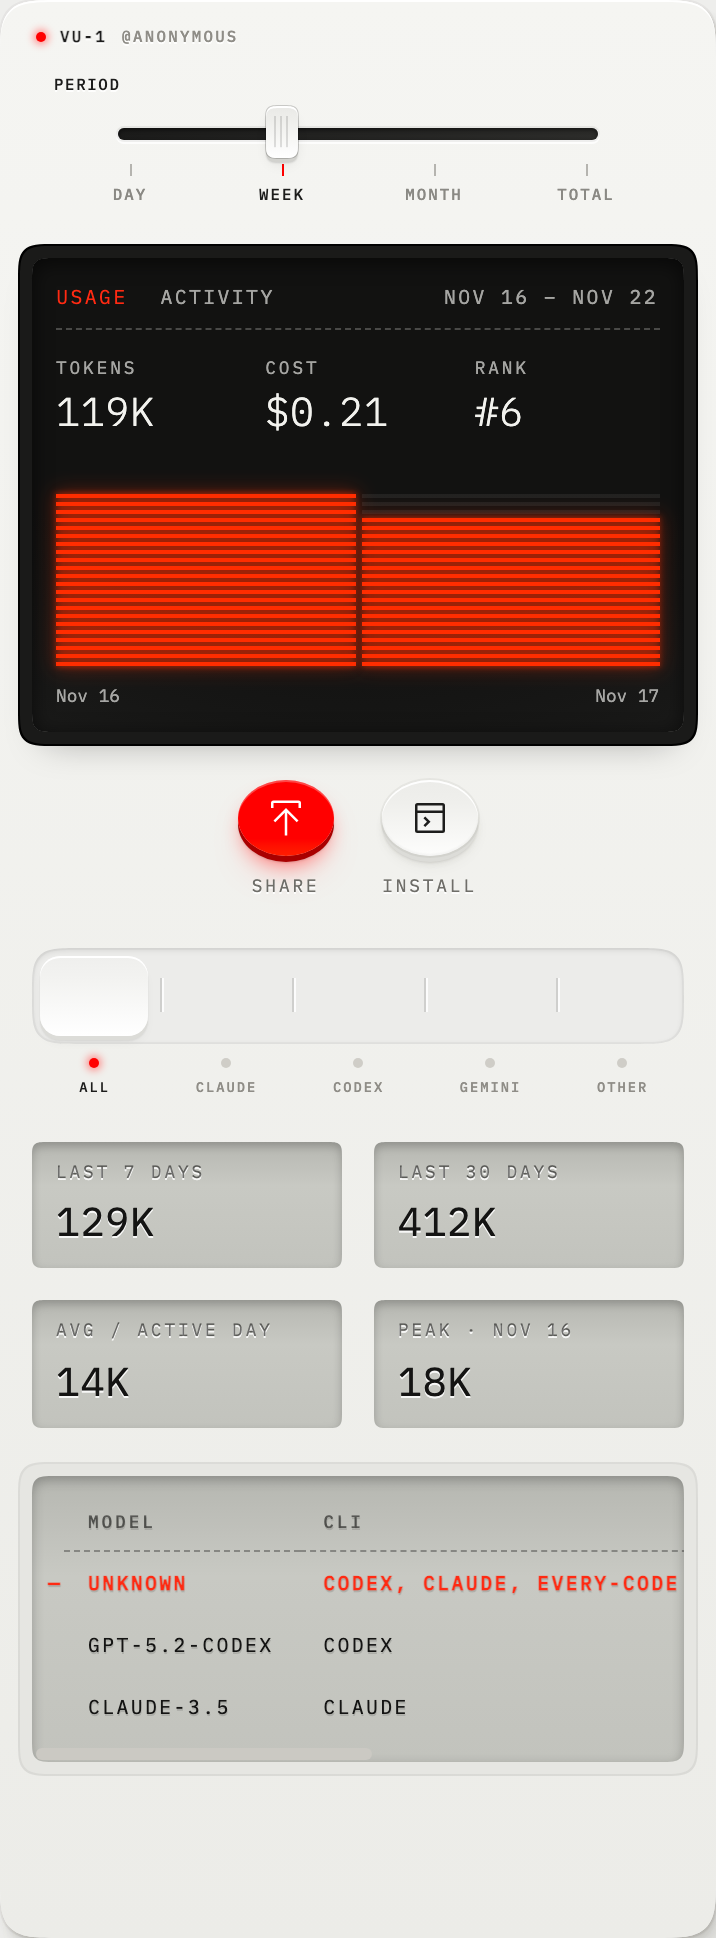 VU-1 @ANONYMOUS
PERIOD
DAY WEEK MONTH TOTAL
USAGE ACTIVITY NOV 16 – NOV 22
TOKENS COST RANK
119K $0.21 #6
Nov 16 Nov 17
SHARE INSTALL
ALL CLAUDE CODEX GEMINI OTHER
LAST 7 DAYS LAST 30 DAYS
129K 412K
AVG / ACTIVE DAY PEAK · NOV 16
14K 18K
MODEL CLI
– UNKNOWN CODEX, CLAUDE, EVERY-CODE
GPT-5.2-CODEX CODEX
CLAUDE-3.5 CLAUDE